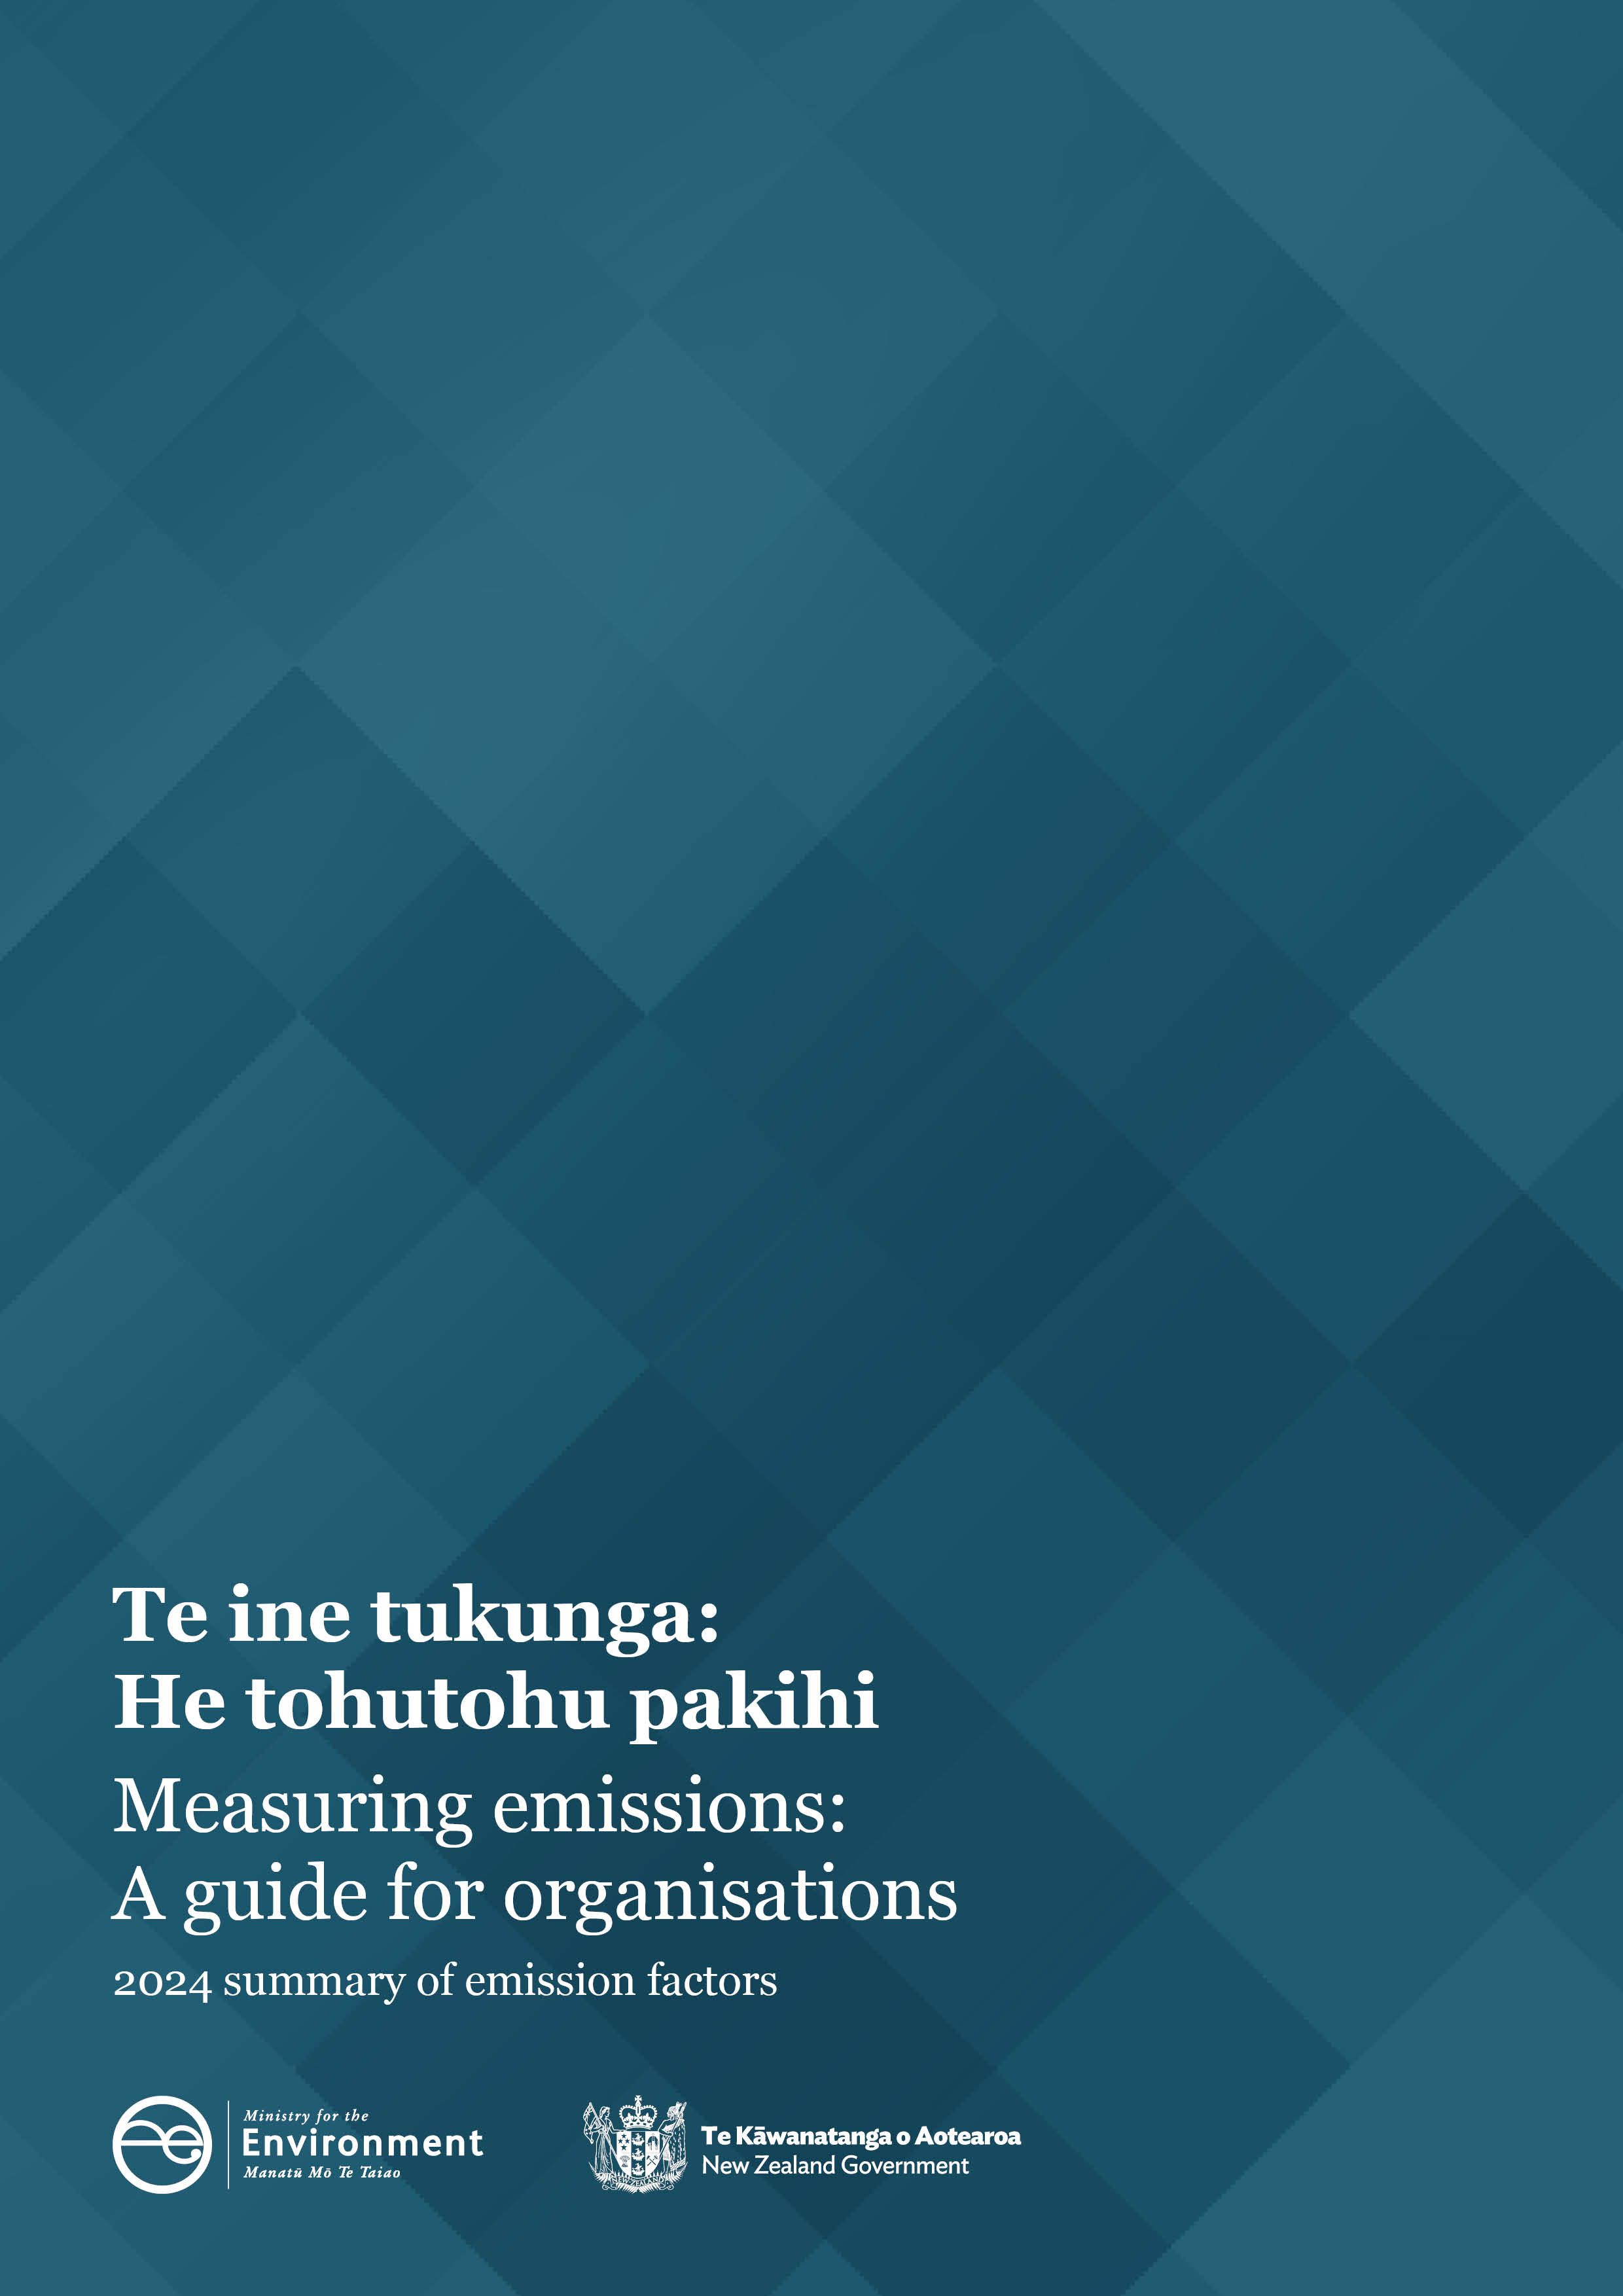 Te ine tukunga:
He tohutohu pakihi
Measuring emissions:
A guide for organisations
2024 summary of emission factors
Ministry for the
Environment
Manatū Mō Te Taiao
Te Kāwanatanga o Aotearoa
New Zealand Government